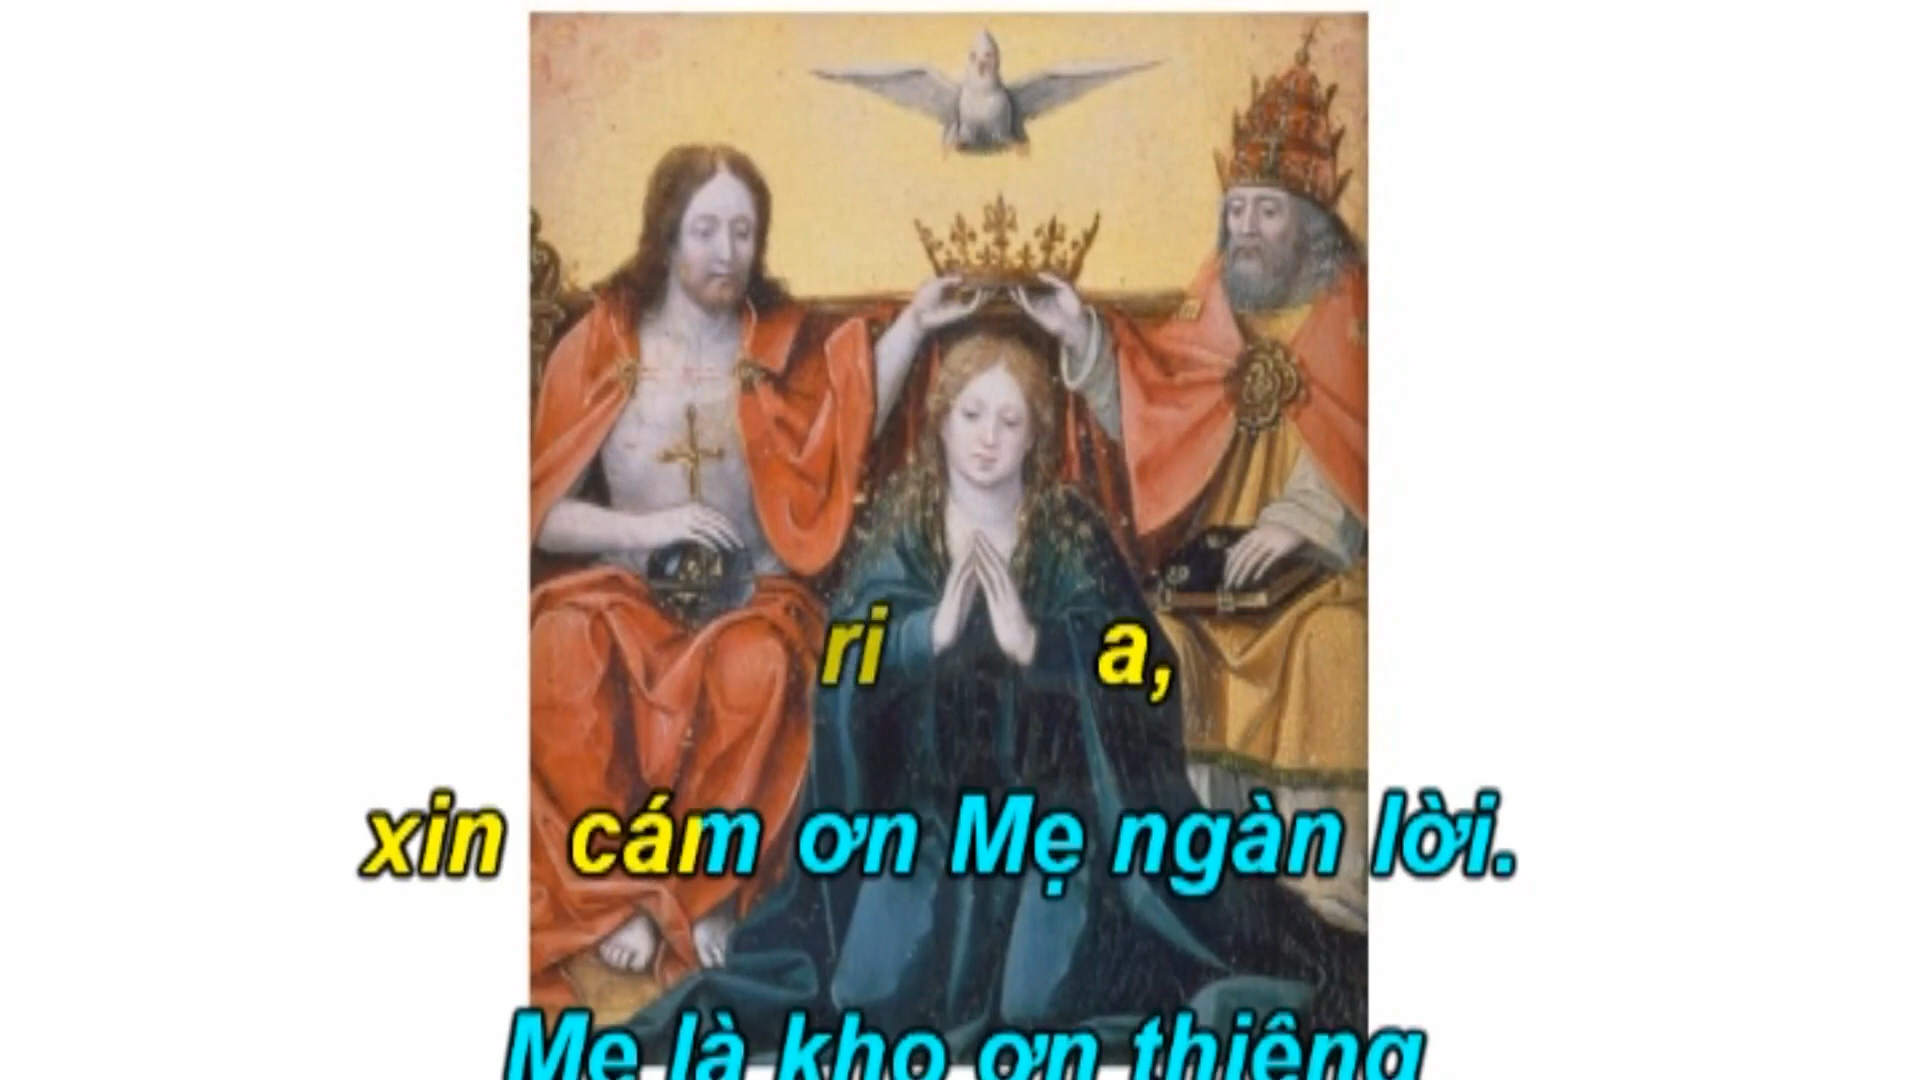 ri a,
xin cám ơn Mẹ ngàn lời.
Mẹ là kho ơn thiêng